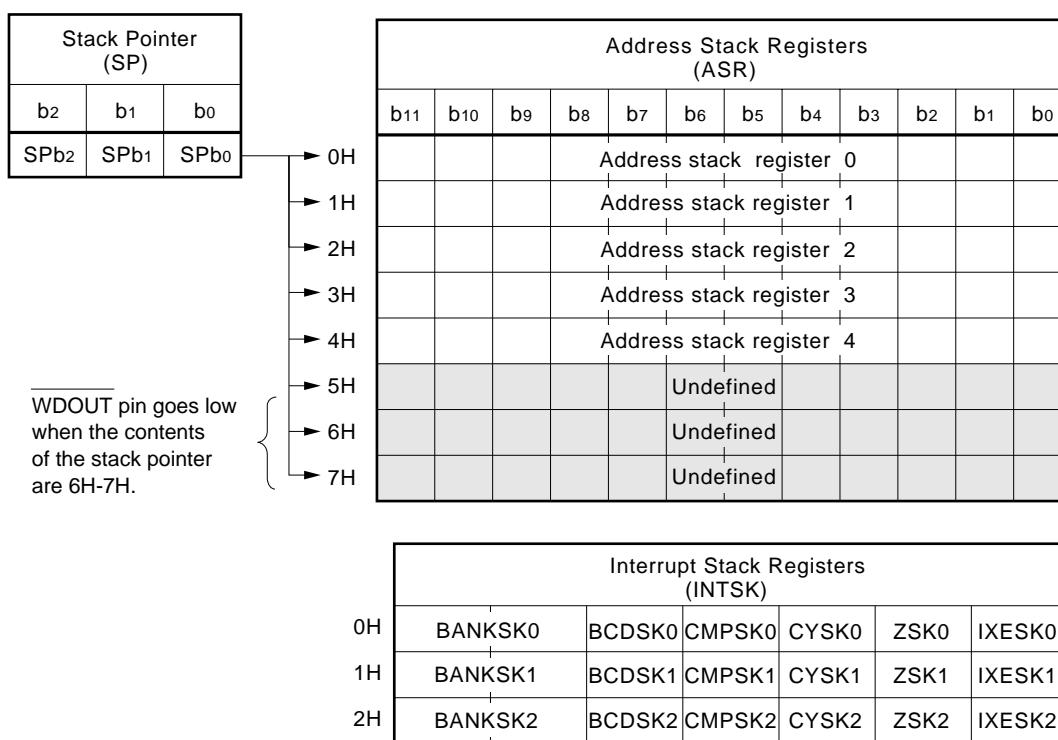 Stack Pointer
(SP)
b2 b1 b0
SPb2 SPb1 SPb0
Address Stack Registers
(ASR)
b11 b10 b9 b8 b7 b6 b5 b4 b3 b2 b1 b0
0H Address stack register 0
1H Address stack register 1
2H Address stack register 2
3H Address stack register 3
4H Address stack register 4
5H Undefined
6H Undefined
7H Undefined
WDOUT pin goes low
when the contents
of the stack pointer
are 6H-7H.
Interrupt Stack Registers
(INTSK)
0H BANKSK0 BCDSK0 CMPSK0 CYSK0 ZSK0 IXESK0
1H BANKSK1 BCDSK1 CMPSK1 CYSK1 ZSK1 IXESK1
2H BANKSK2 BCDSK2 CMPSK2 CYSK2 ZSK2 IXESK2